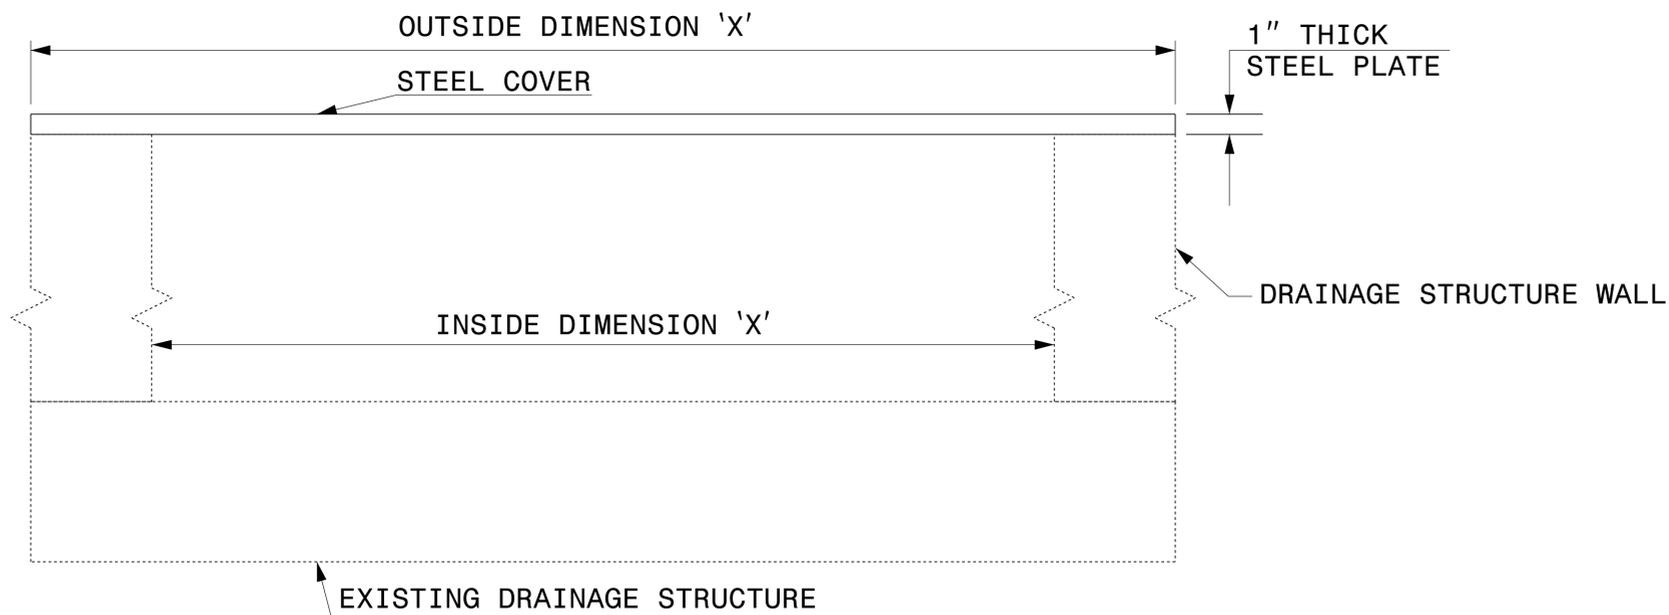 OUTSIDE DIMENSION ‘X’
1″ THICK
STEEL PLATE
STEEL COVER
DRAINAGE STRUCTURE WALL
INSIDE DIMENSION ‘X’
EXISTING DRAINAGE STRUCTURE